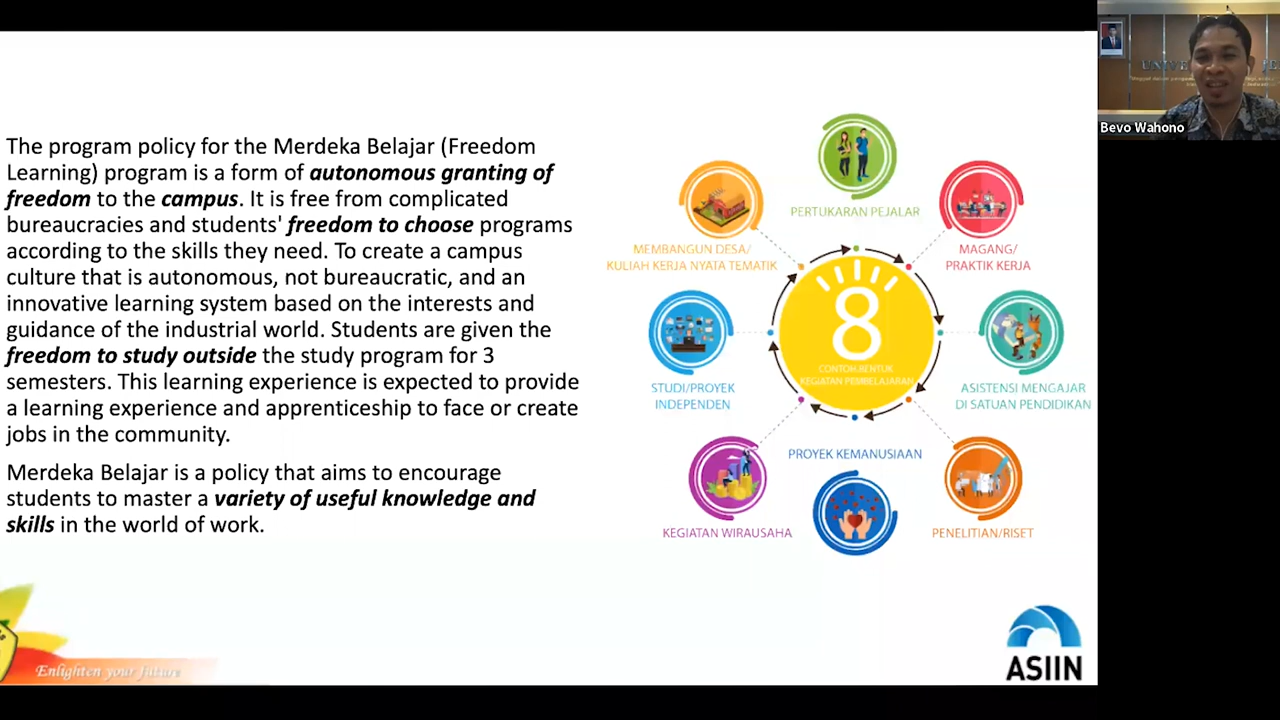 The program policy for the Merdeka Belajar (Freedom
Learning) program is a form of autonomous granting of
freedom to the campus. It is free from complicated
bureaucracies and students' freedom to choose programs
according to the skills they need. To create a campus
culture that is autonomous, not bureaucratic, and an
innovative learning system based on the interests and
guidance of the industrial world. Students are given the
freedom to study outside the study program for 3
semesters. This learning experience is expected to provide
a learning experience and apprenticeship to face or create
jobs in the community.
Merdeka Belajar is a policy that aims to encourage
students to master a variety of useful knowledge and
skills in the world of work.
PERTUKARAN PEJALAR
MAGANG/
PRAKTIK KERJA
ASISTENSI MENGAJAR
DI SATUAN PENDIDIKAN
PENELITIAN/RISET
PROYEK KEMANUSIAAN
KEGIATAN WIRAUSAHA
STUDI/PROYEK
INDEPENDEN
MEMBANGUN DESA/
KULIAH KERJA NYATA TEMATIK
8
CONTOH BENTUK
KEGIATAN PEMBELAJARAN
Enlighten your future
ASIIN
Bevo Wahono